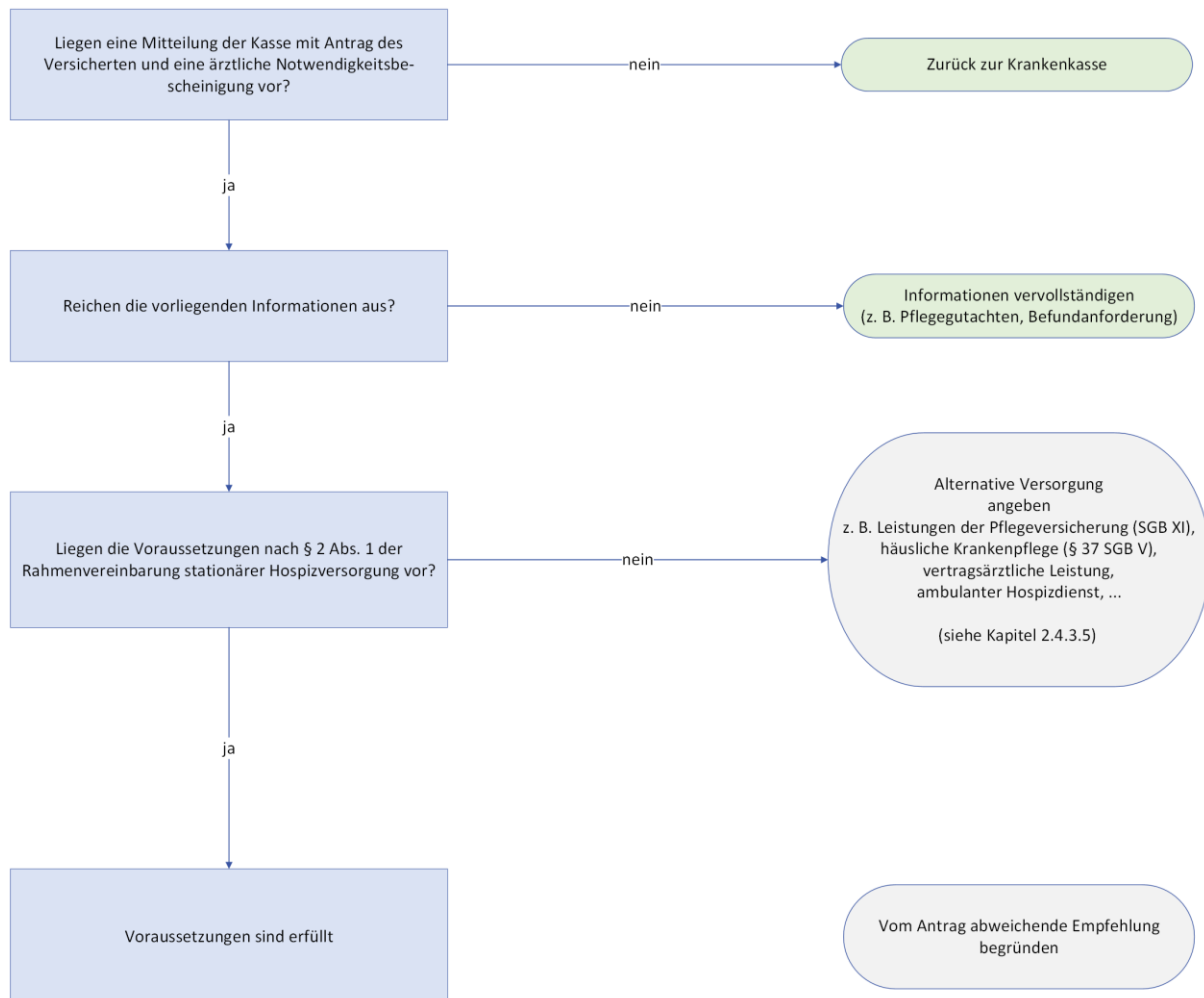 Liegen eine Mitteilung der Kasse mit Antrag des
Versicherten und eine ärztliche Notwendigkeitsbe-
scheinigung vor?
nein
Zurück zur Krankenkasse
ja
Reichen die vorliegenden Informationen aus?
nein
Informationen vervollständigen
(z. B. Pflegegutachten, Befundanforderung)
ja
Liegen die Voraussetzungen nach § 2 Abs. 1 der
Rahmenvereinbarung stationärer Hospizversorgung vor?
nein
Alternative Versorgung
angeben
z. B. Leistungen der Pflegeversicherung (SGB XI),
häusliche Krankenpflege (§ 37 SGB V),
vertragsärztliche Leistung,
ambulanter Hospizdienst, ...
(siehe Kapitel 2.4.3.5)
ja
Voraussetzungen sind erfüllt
Vom Antrag abweichende Empfehlung
begründen